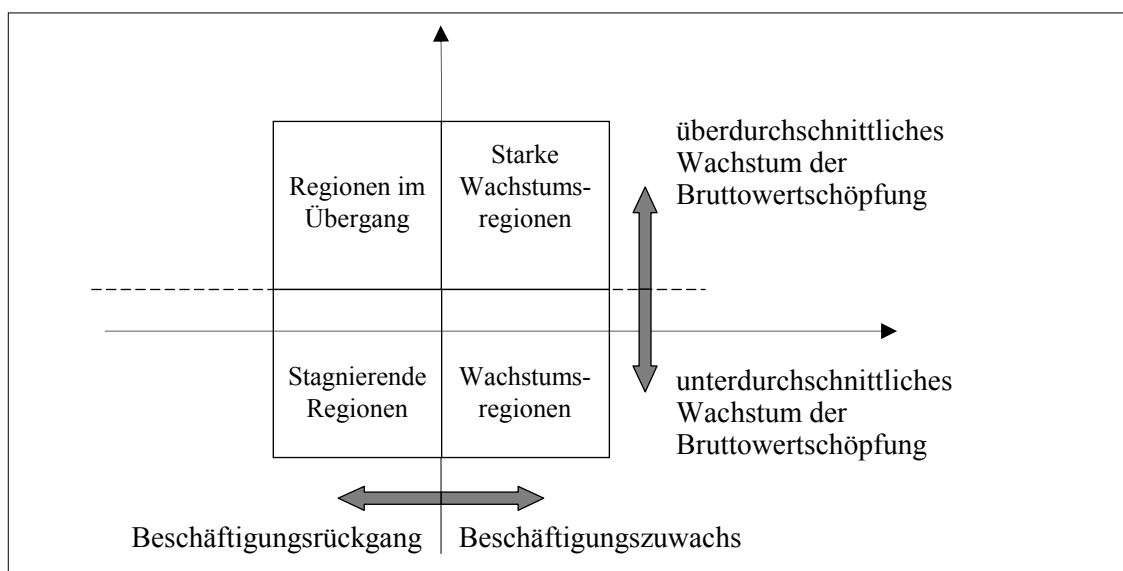 Regionen im
Übergang
Starke
Wachstums-
regionen
überdurchschnittliches
Wachstum der
Bruttowertschöpfung
Stagnierende
Regionen
Wachstums-
regionen
unterdurchschnittliches
Wachstum der
Bruttowertschöpfung
Beschäftigungsrückgang
Beschäftigungszuwachs